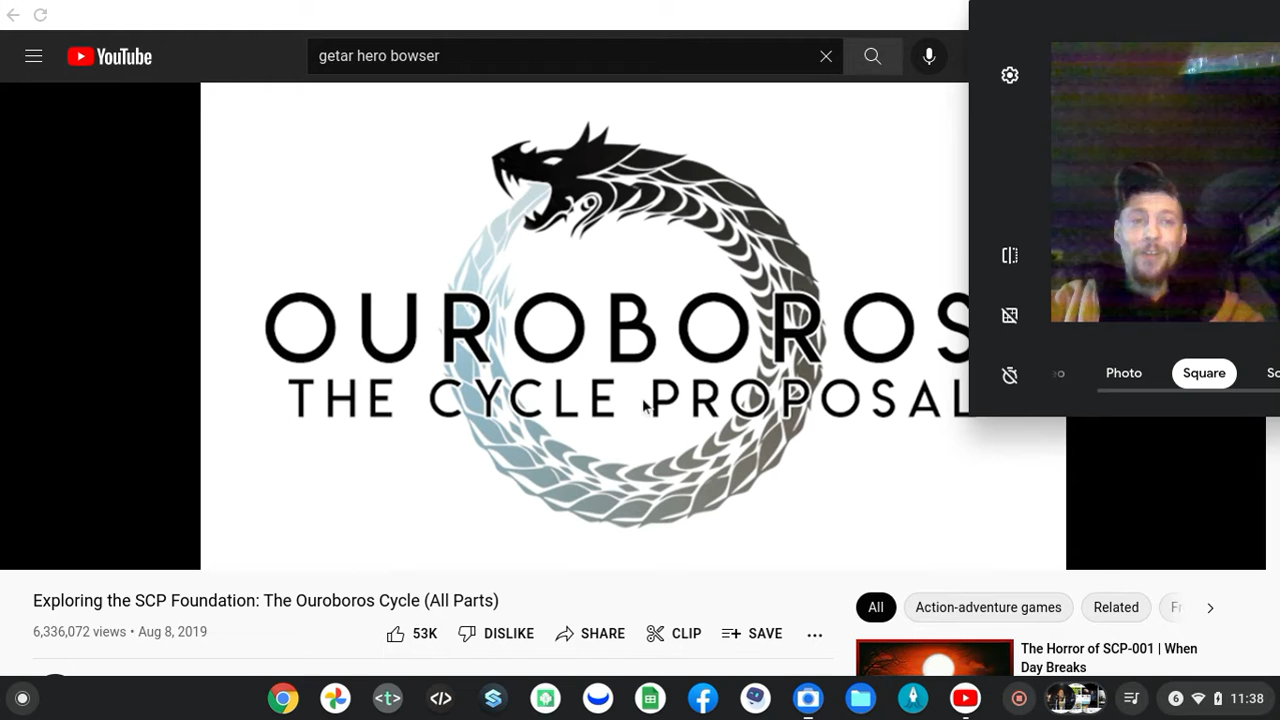 YouTube
getar hero bowser
OUROBOROS
THE CYCLE PROPOSAL
Photo
Square
Exploring the SCP Foundation: The Ouroboros Cycle (All Parts)
6,336,072 views • Aug 8, 2019
53K
DISLIKE
SHARE
CLIP
SAVE
All
Action-adventure games
Related
The Horror of SCP-001 | When
Day Breaks
6
11:38